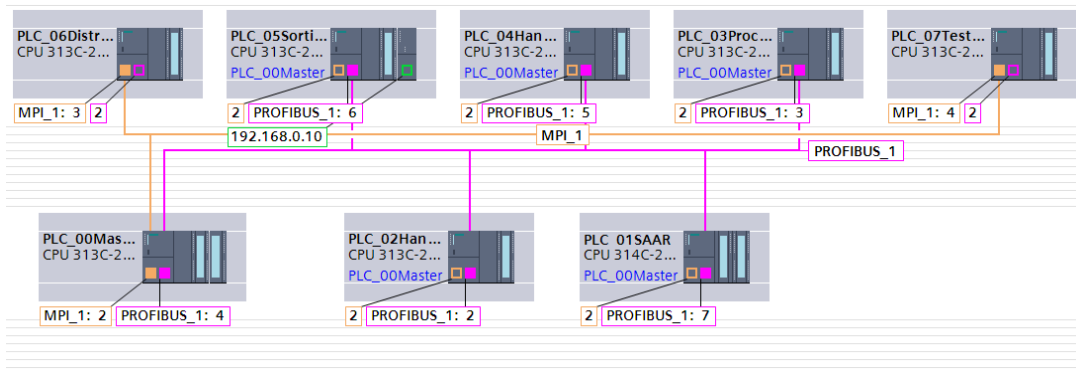 PLC_06Distr...
CPU 313C-2...
MPI_1: 3
2
PLC_05Sorti...
CPU 313C-2...
PLC_00Master
2
PROFIBUS_1: 6
192.168.0.10
PLC_04Han...
CPU 313C-2...
PLC_00Master
2
PROFIBUS_1: 5
PLC_03Proc...
CPU 313C-2...
PLC_00Master
2
PROFIBUS_1: 3
PLC_07Test...
CPU 313C-2...
MPI_1: 4
2
MPI_1
PROFIBUS_1
PLC_00Mas...
CPU 313C-2...
MPI_1: 2
PROFIBUS_1: 4
PLC_02Han...
CPU 313C-2...
PLC_00Master
2
PROFIBUS_1: 2
PLC_01SAAR
CPU 314C-2...
PLC_00Master
2
PROFIBUS_1: 7